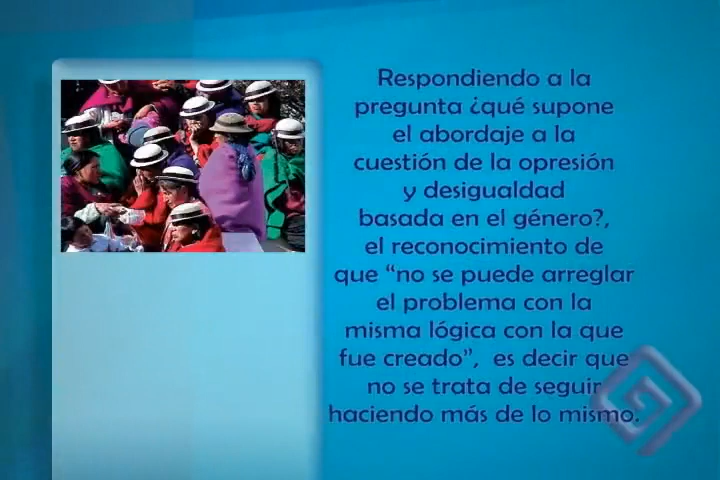 Respondiendo a la
pregunta ¿qué supone
el abordaje a la
cuestión de la opresión
y desigualdad
basada en el género?,
el reconocimiento de
que “no se puede arreglar
el problema con la
misma lógica con la que
fue creado”, es decir que
no se trata de seguir
haciendo más de lo mismo.